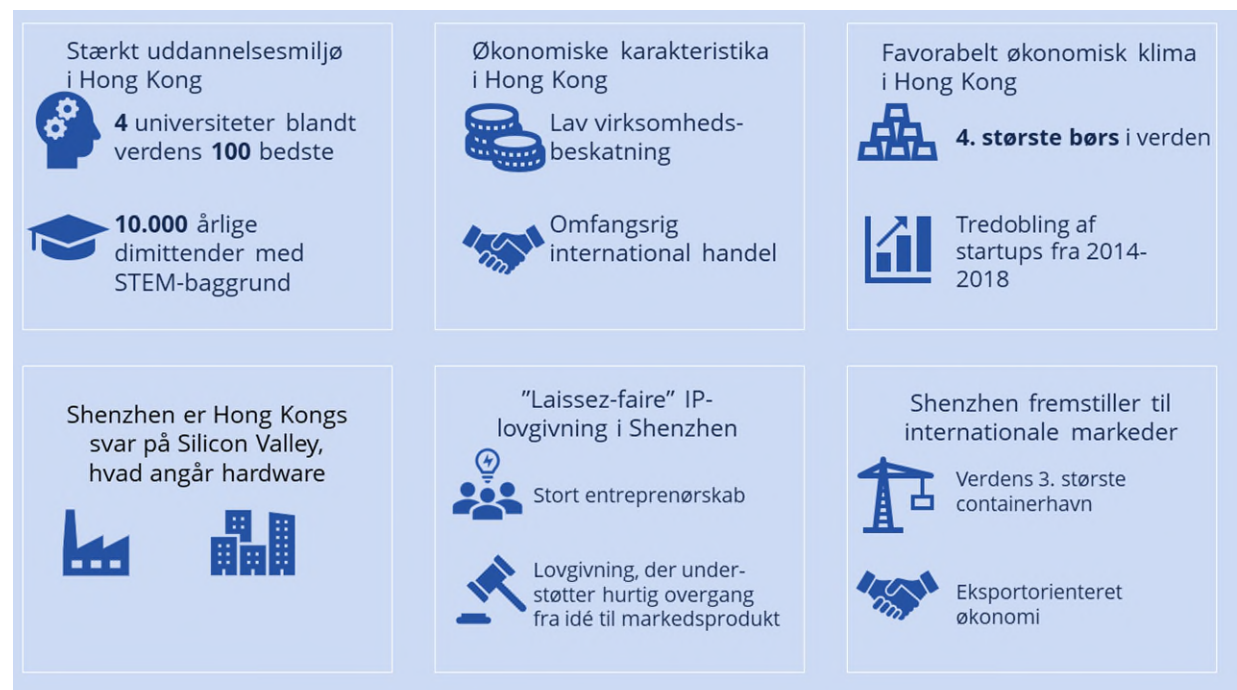 Stærkt uddannelsesmiljø
i Hong Kong
4 universiteter blandt
verdens 100 bedste
10.000 årlige
dimittender med
STEM-baggrund
Økonomiske karakteristika
i Hong Kong
Lav virksomheds-
beskatning
Omfangsrig
international handel
Favorabelt økonomisk klima
i Hong Kong
4. største børs i verden
Tredobling af
startups fra 2014-
2018
Shenzhen er Hong Kongs
svar på Silicon Valley,
hvad angår hardware
”Laissez-faire” IP-
lovgivning i Shenzhen
Stort entreprenørskab
Lovgivning, der under-
støtter hurtig overgang
fra idé til markedsprodukt
Shenzhen fremstiller til
internationale markeder
Verdens 3. største
containerhavn
Eksportorienteret
økonomi